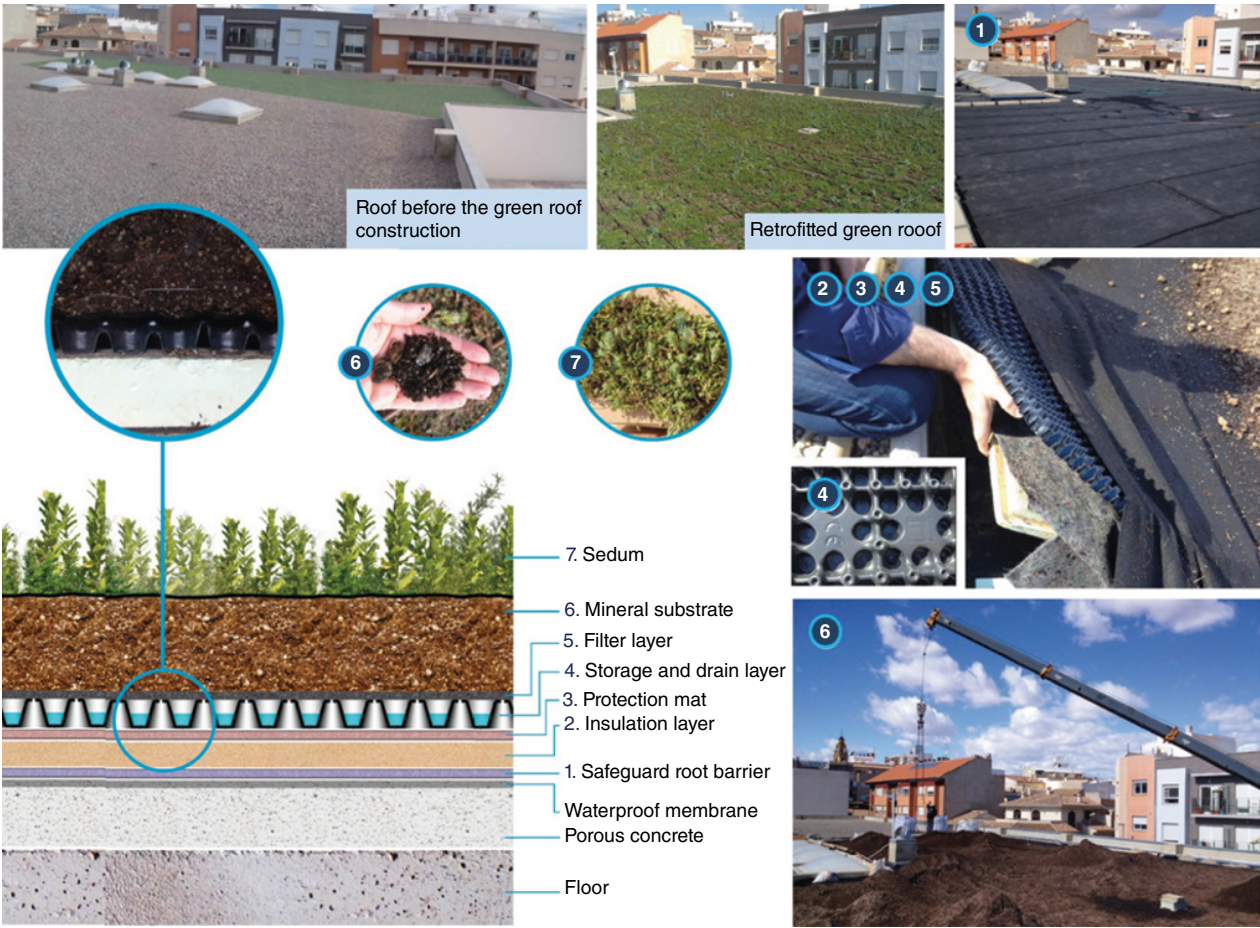 Roof before the green roof
construction
Retrofitted green rooof
1
2 3 4 5
6
7
4
7. Sedum
6. Mineral substrate
5. Filter layer
4. Storage and drain layer
3. Protection mat
2. Insulation layer
1. Safeguard root barrier
Waterproof membrane
Porous concrete
Floor
6